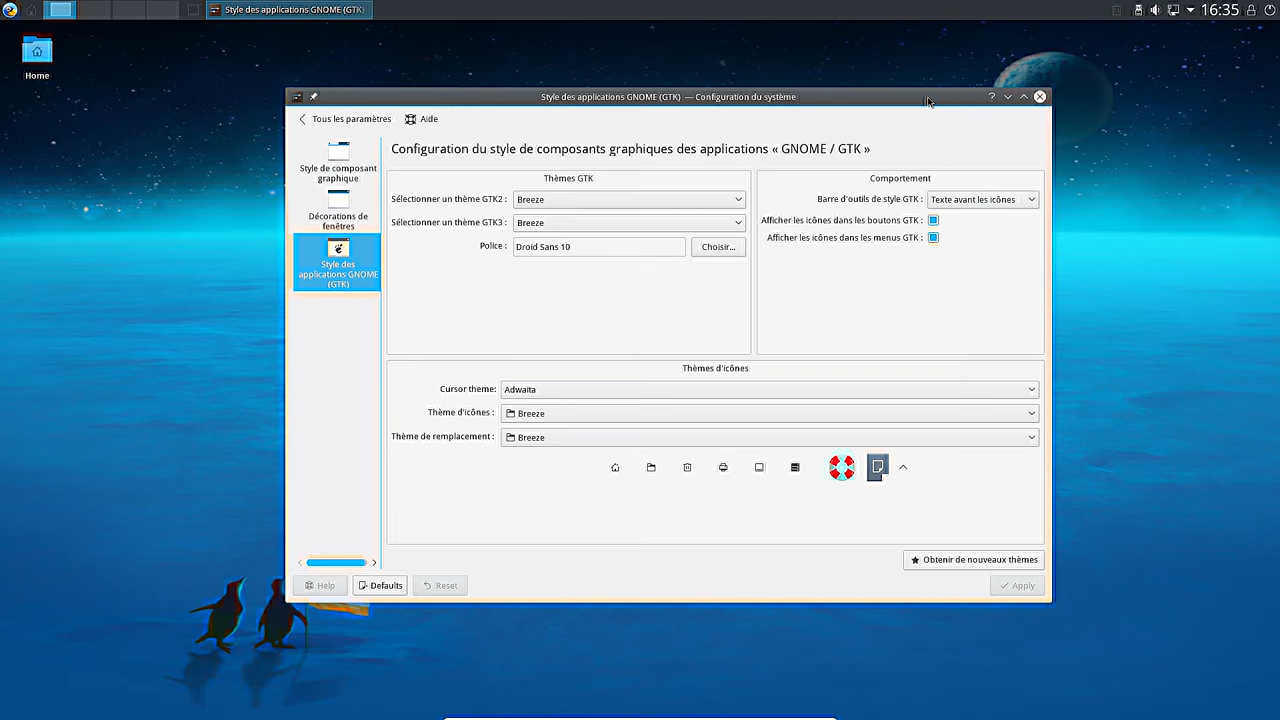 Style des applications GNOME (GTK)
16:35
Home
Style des applications GNOME (GTK) — Configuration du système
Tous les paramètres
Aide
Style de composant
graphique
Décorations de
fenêtres
Style des
applications GNOME
(GTK)
Configuration du style de composants graphiques des applications « GNOME / GTK »
Thèmes GTK
Sélectionner un thème GTK2 : Breeze
Sélectionner un thème GTK3 : Breeze
Police : Droid Sans 10 Choisir...
Comportement
Barre d'outils de style GTK : Texte avant les icônes
Afficher les icônes dans les boutons GTK :
Afficher les icônes dans les menus GTK :
Thèmes d'icônes
Cursor theme: Adwaita
Thème d'icônes : Breeze
Thème de remplacement : Breeze
Obtenir de nouveaux thèmes
Help Defaults Reset Apply